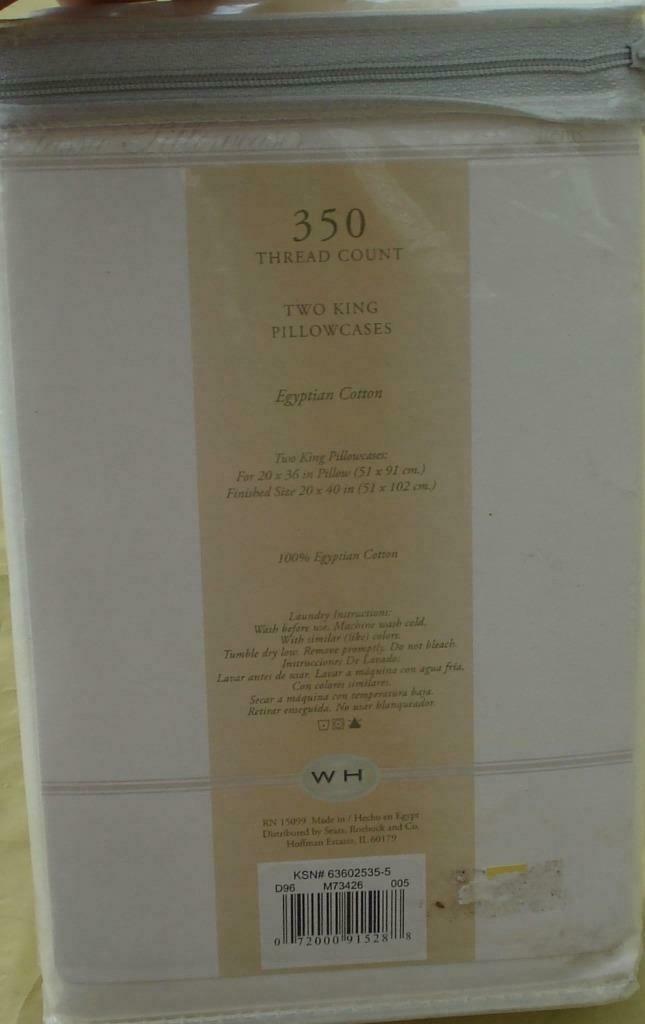 350
THREAD COUNT
TWO KING
PILLOWCASES
Egyptian Cotton
Two King Pillowcases:
For 20 x 36 in Pillow (51 x 91 cm.)
Finished Size 20 x 40 in (51 x 102 cm.)
100% Egyptian Cotton
Laundry Instructions:
Wash before use. Machine wash cold.
With similar (like) colors.
Tumble dry low. Remove promptly. Do not bleach.
Instrucciones De Lavado:
Lavar antes de usar. Lavar a máquina con agua fría.
Con colores similares.
Secar a máquina con temperatura baja.
Retirar enseguida. No usar blanqueador.
WH
RN 15099 Made in / Hecho en Egypt
Distributed by Sears, Roebuck and Co.
Hoffman Estates, IL 60179
KSN# 63602535-5
D96 M73426 005
0 72000 91528 8